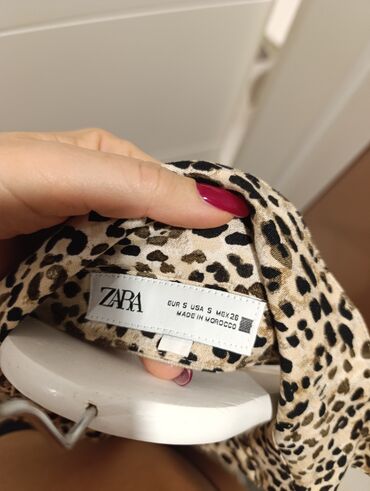 ZARA
EUR S USA S MEX 26
MADE IN MOROCCO